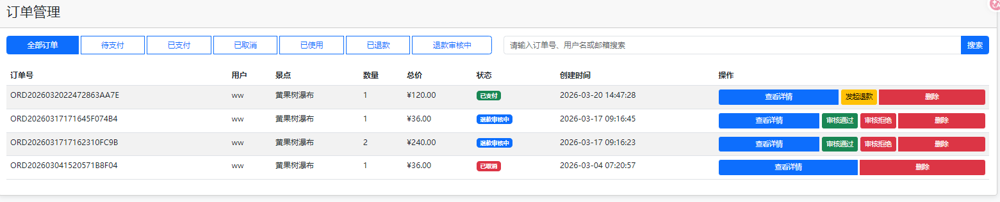 订单管理
全部订单 待支付 已支付 已取消 已使用 已退款 退款审核中 请输入订单号、用户名或邮箱搜索 搜索
订单号 用户 景点 数量 总价 状态 创建时间 操作
ORD2026032022472863AA7E ww 黄果树瀑布 1 ¥120.00 已支付 2026-03-20 14:47:28 查看详情 发起退款 删除
ORD20260317171645F074B4 ww 黄果树瀑布 1 ¥36.00 退款审核中 2026-03-17 09:16:45 查看详情 审核通过 审核拒绝 删除
ORD2026031717162310FC9B ww 黄果树瀑布 2 ¥240.00 退款审核中 2026-03-17 09:16:23 查看详情 审核通过 审核拒绝 删除
ORD202603041520571B8F04 ww 黄果树瀑布 1 ¥36.00 已取消 2026-03-04 07:20:57 查看详情 删除